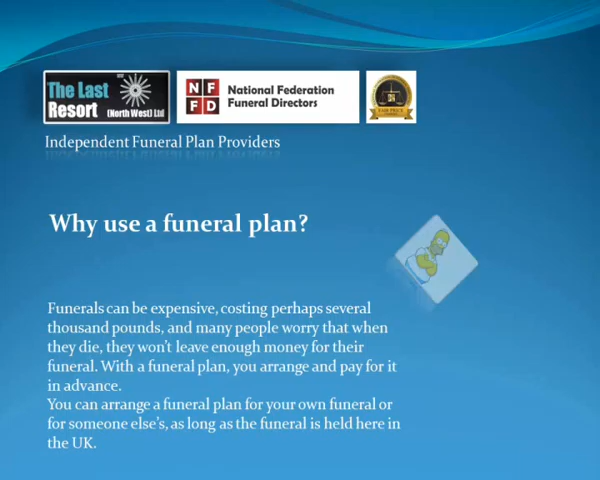 The Last
Resort (North West) Ltd
N F
F D
National Federation
Funeral Directors
Independent Funeral Plan Providers
Why use a funeral plan?
Funerals can be expensive, costing perhaps several
thousand pounds, and many people worry that when
they die, they won't leave enough money for their
funeral. With a funeral plan, you arrange and pay for it
in advance.
You can arrange a funeral plan for your own funeral or
for someone else's, as long as the funeral is held here in
the UK.